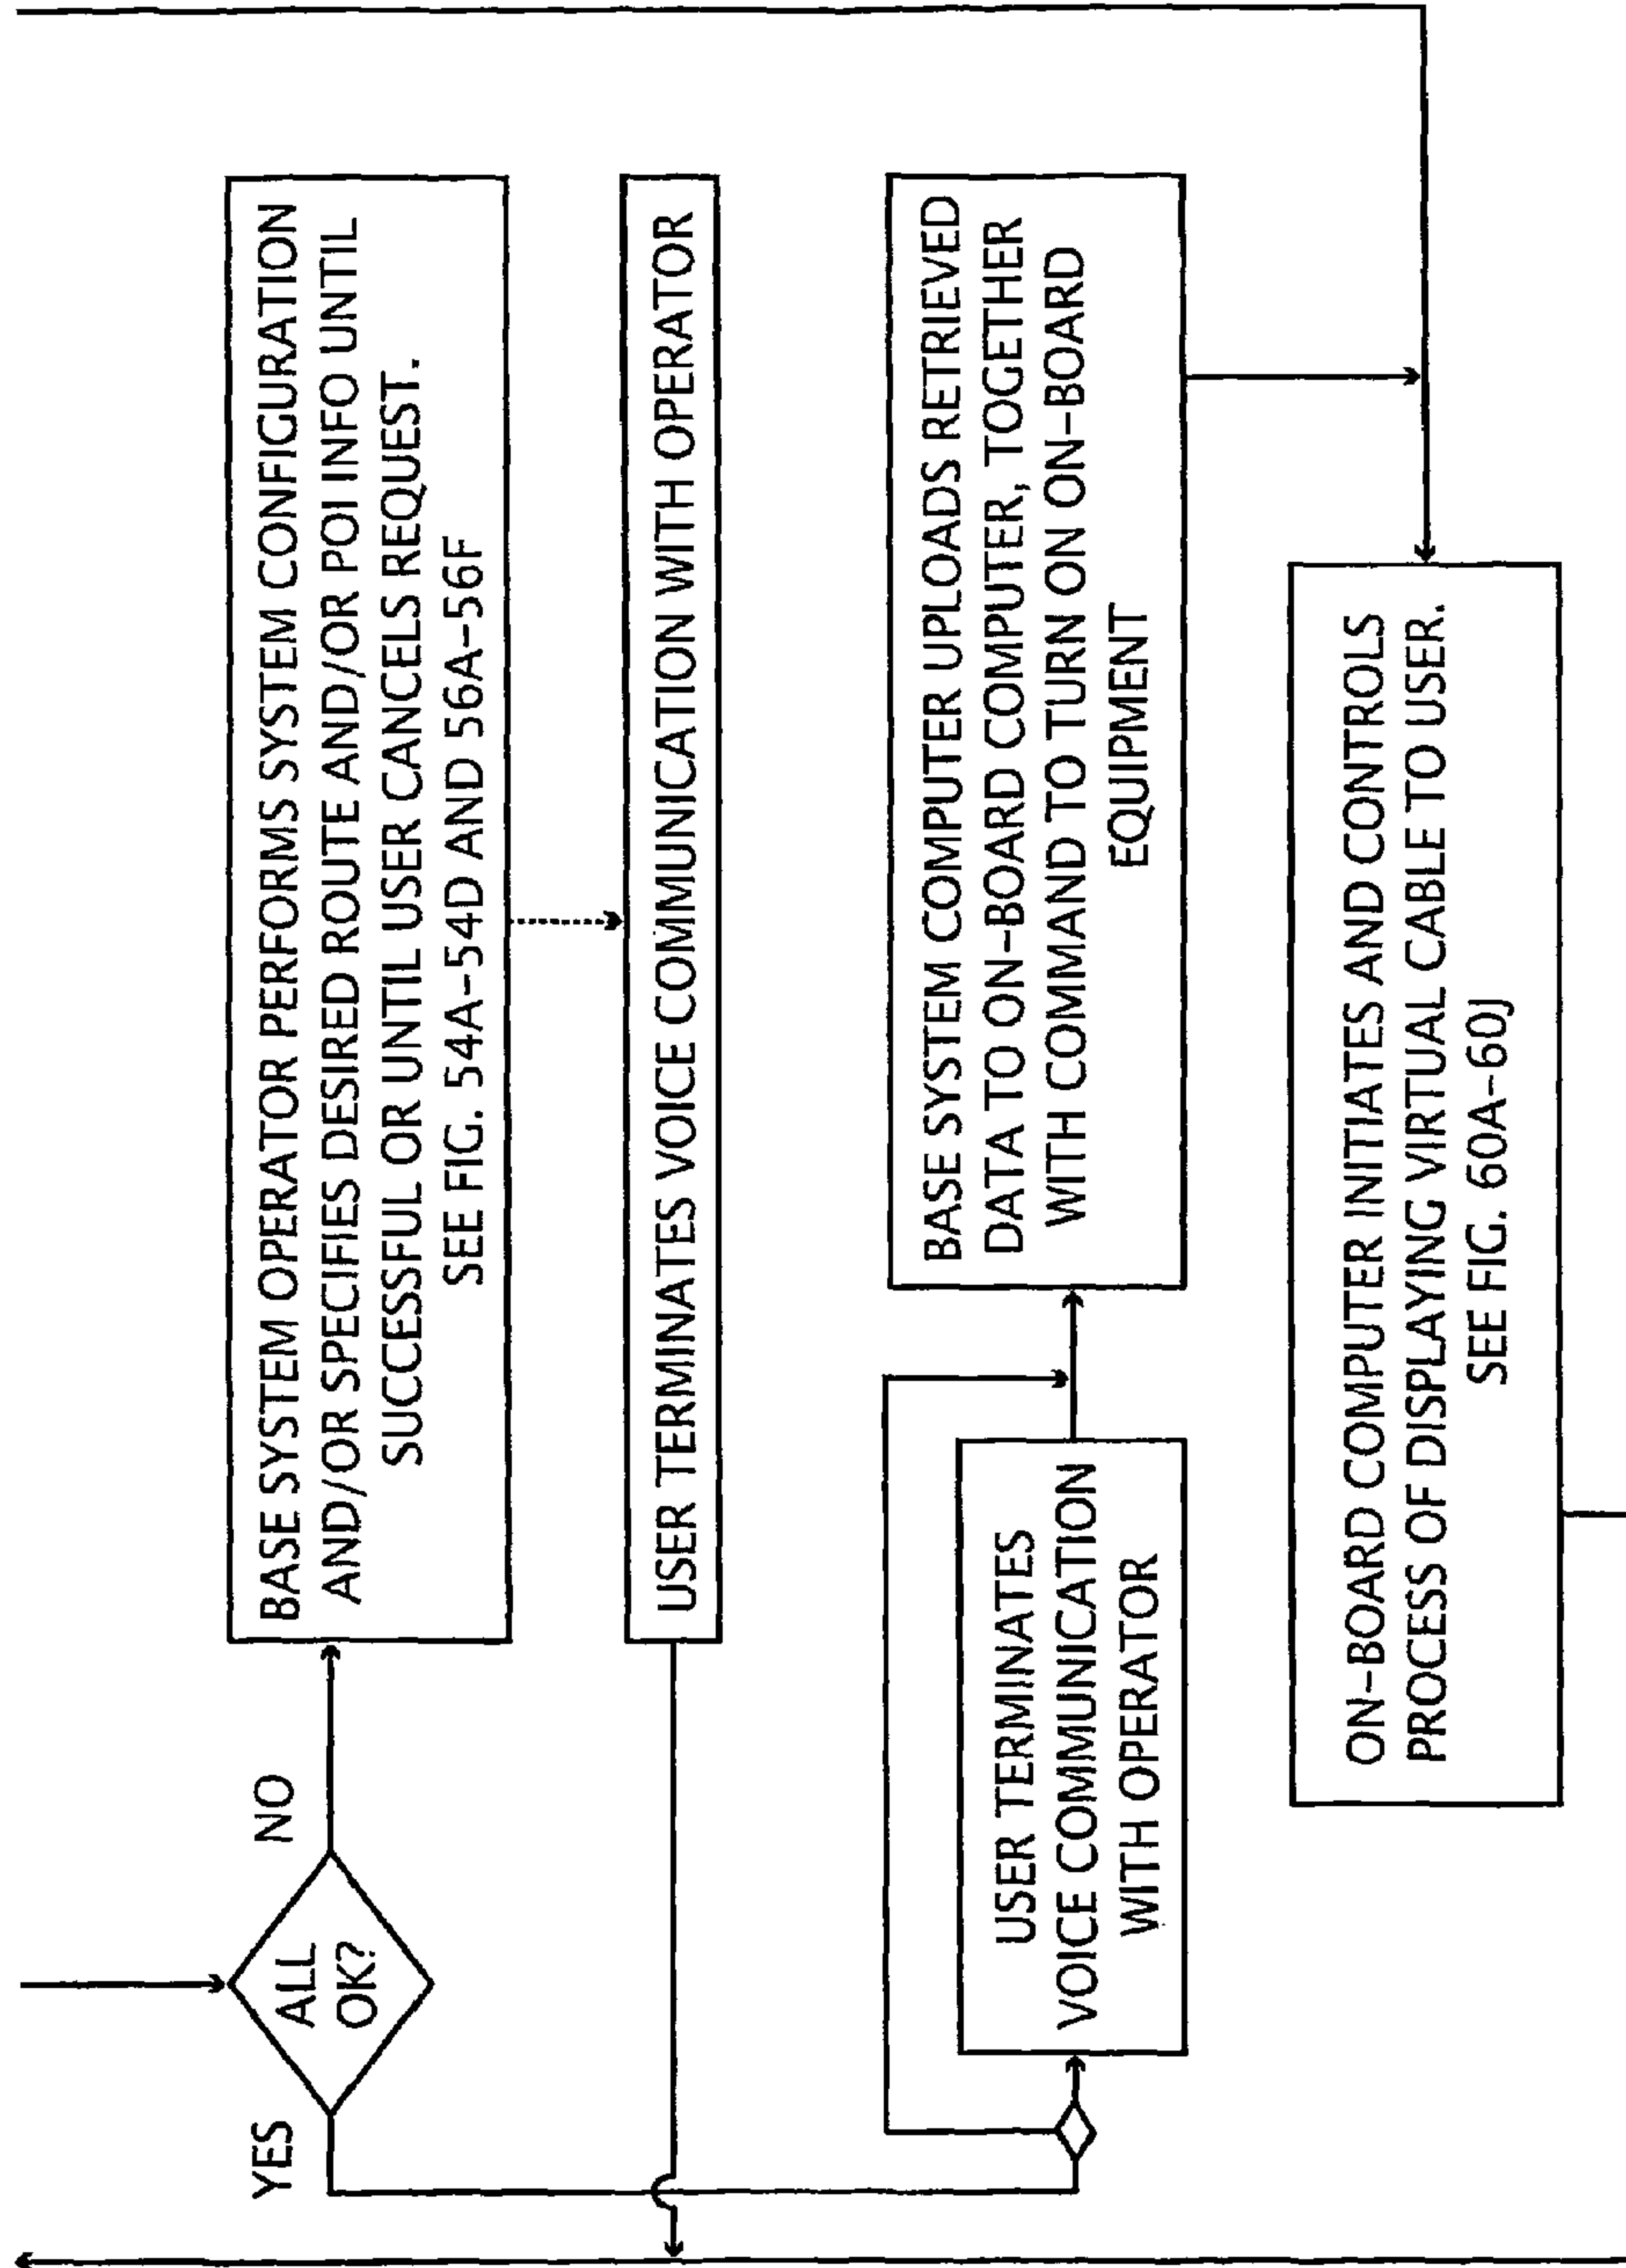 YES
ALL
OK?
NO
BASE SYSTEM OPERATOR PERFORMS SYSTEM CONFIGURATION
AND/OR SPECIFIES DESIRED ROUTE AND/OR POI INFO UNTIL
SUCCESSFUL OR UNTIL USER CANCELS REQUEST.
SEE FIG. 54A-54D AND 56A-56F
USER TERMINATES VOICE COMMUNICATION WITH OPERATOR
USER TERMINATES
VOICE COMMUNICATION
WITH OPERATOR
BASE SYSTEM COMPUTER UPLOADS RETRIEVED
DATA TO ON-BOARD COMPUTER, TOGETHER
WITH COMMAND TO TURN ON ON-BOARD
EQUIPMENT
ON-BOARD COMPUTER INITIATES AND CONTROLS
PROCESS OF DISPLAYING VIRTUAL CABLE TO USER.
SEE FIG. 60A-60J